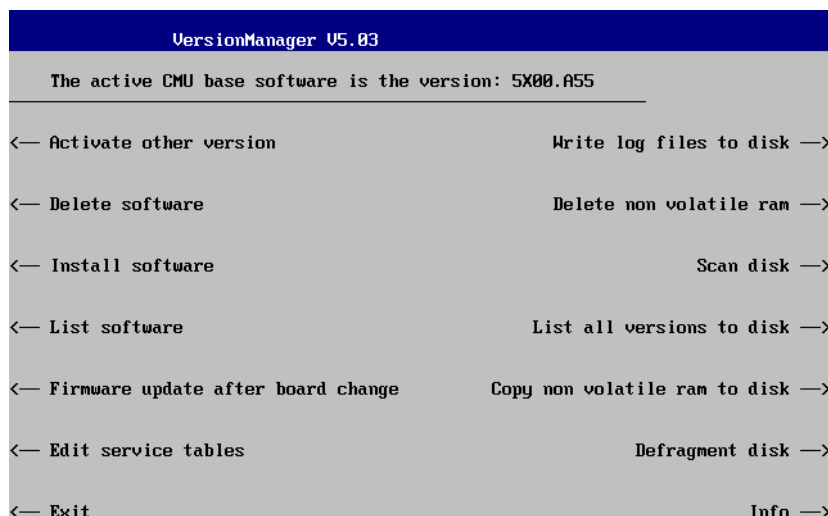 VersionManager V5.03
The active CMU base software is the version: 5X00.A55
<— Activate other version Write log files to disk —>
<— Delete software Delete non volatile ram —>
<— Install software Scan disk —>
<— List software List all versions to disk —>
<— Firmware update after board change Copy non volatile ram to disk —>
<— Edit service tables Defragment disk —>
<— Exit Info —>